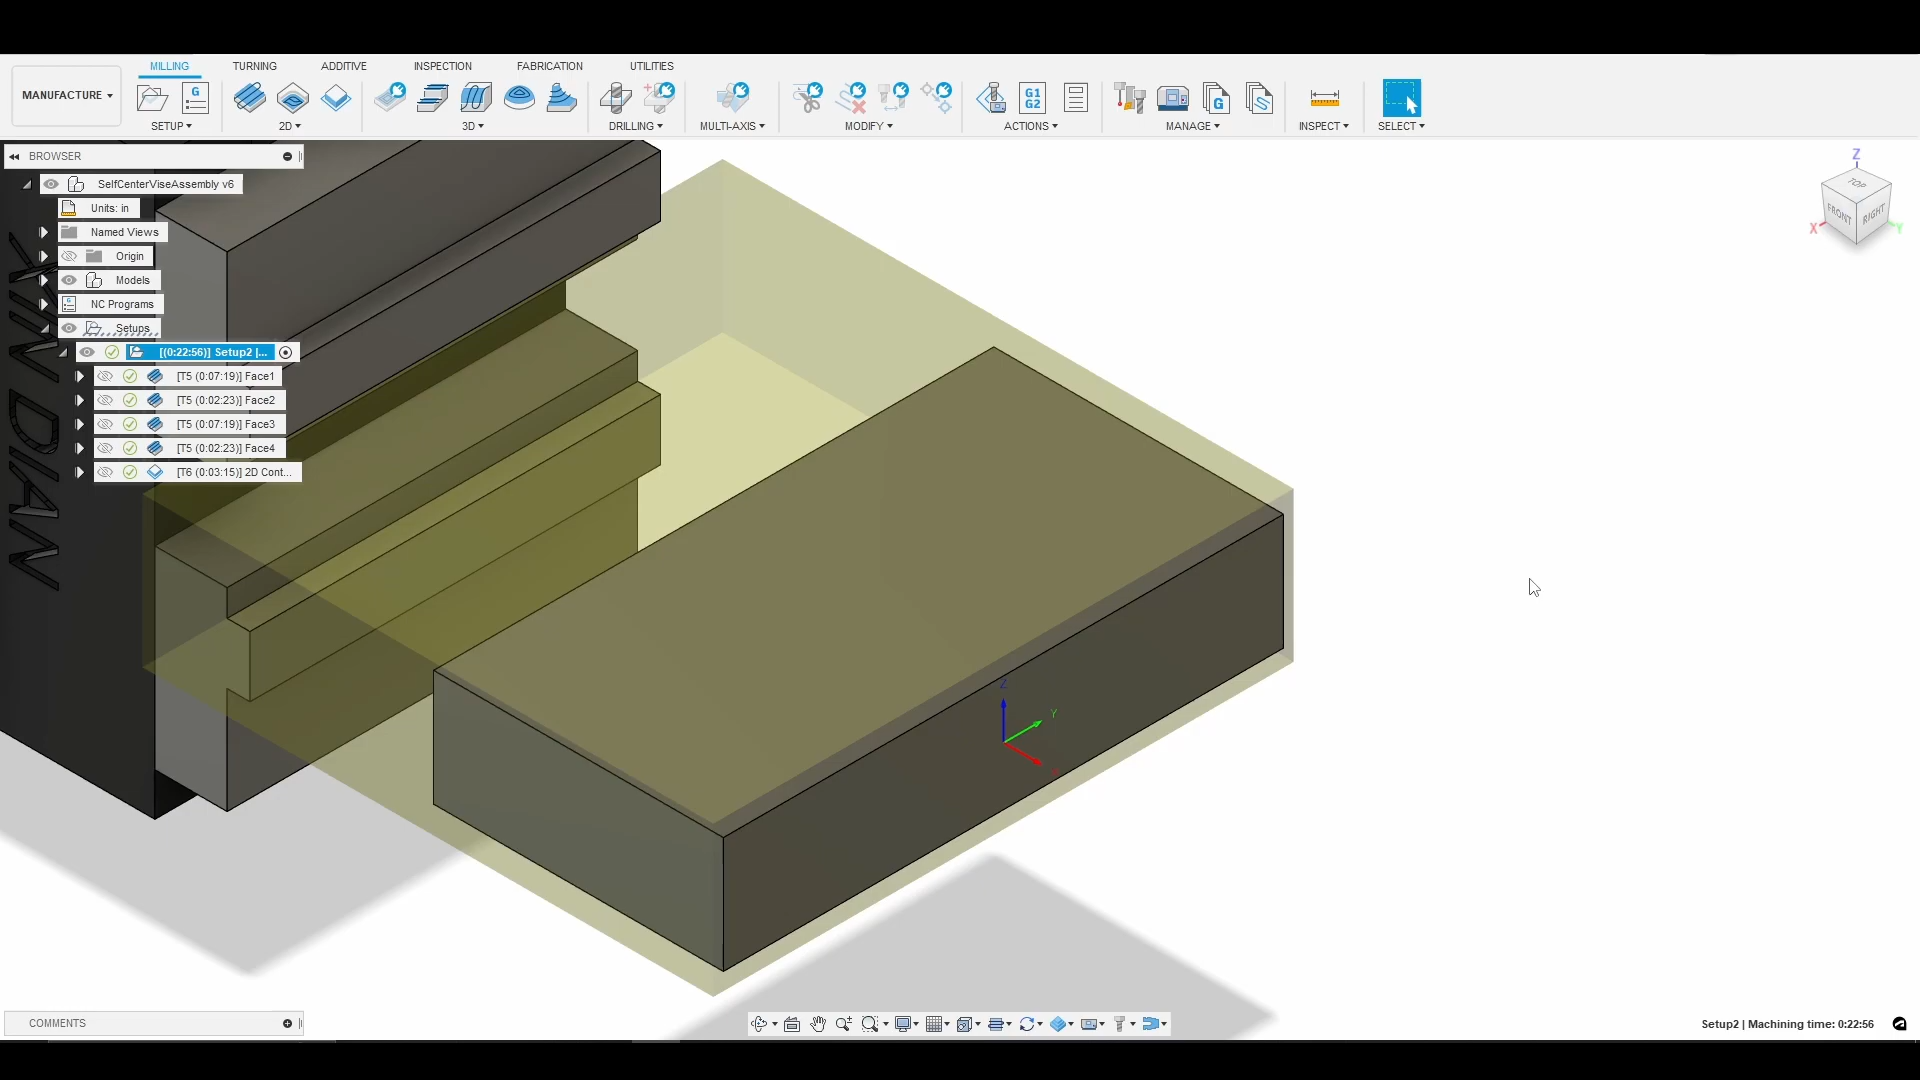 MILLING TURNING ADDITIVE INSPECTION FABRICATION UTILITIES
MANUFACTURE
G
G1
G2
G
S
SETUP 2D 3D DRILLING MULTI-AXIS MODIFY ACTIONS MANAGE INSPECT SELECT
BROWSER
SelfCenterViseAssembly v6
Units: in
Named Views
Origin
Models
NC Programs
Setups
[(0:22:56)] Setup2 |...
[T5 (0:07:19)] Face1
[T5 (0:02:23)] Face2
[T5 (0:07:19)] Face3
[T5 (0:02:23)] Face4
[T6 (0:03:15)] 2D Cont...
Z
TOP
FRONT
RIGHT
X
Y
Z
Y
X
COMMENTS
Setup2 | Machining time: 0:22:56